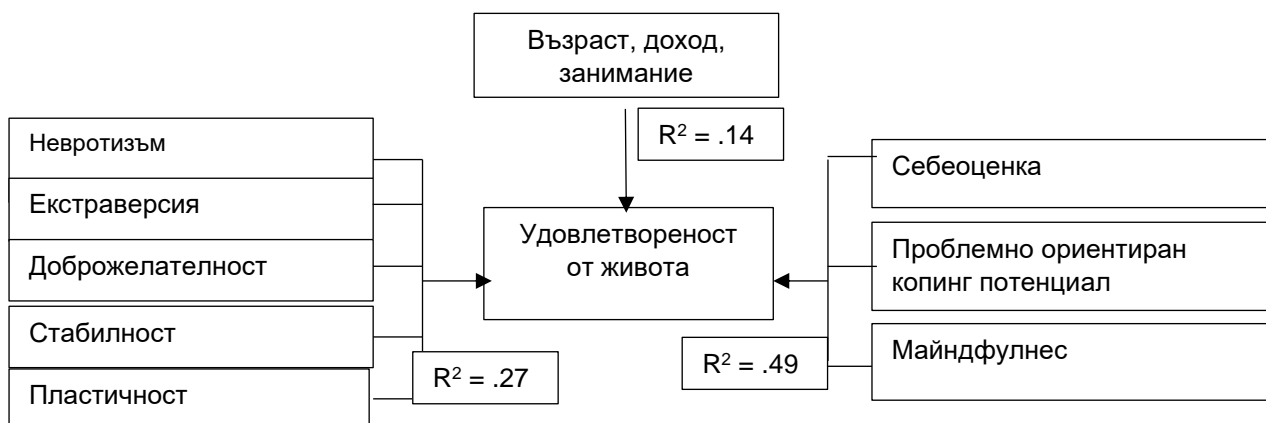 Възраст, доход,
занимание
R² = .14
Невротизъм
Екстраверсия
Доброжелателност
Стабилност
Пластичност
R² = .27
Удовлетвореност
от живота
R² = .49
Себеоценка
Проблемно ориентиран
копинг потенциал
Майндфулнес